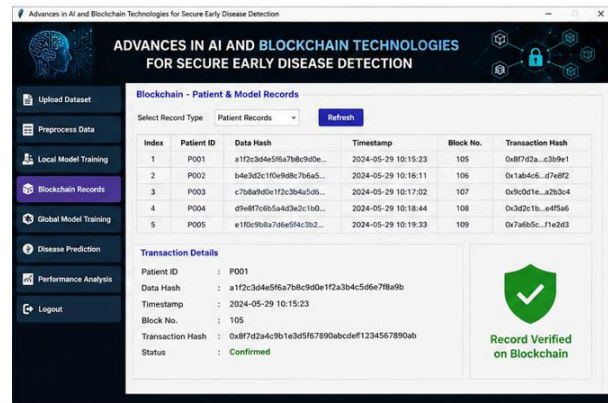 Advances in AI and Blockchain Technologies for Secure Early Disease Detection
ADVANCES IN AI AND BLOCKCHAIN TECHNOLOGIES
FOR SECURE EARLY DISEASE DETECTION
Upload Dataset
Preprocess Data
Local Model Training
Blockchain Records
Global Model Training
Disease Prediction
Performance Analysis
Logout
Blockchain - Patient & Model Records
Select Record Type Patient Records Refresh
Index Patient ID Data Hash Timestamp Block No. Transaction Hash
1 P001 a1f2c3d4e5f6a7b8c9d0e... 2024-05-29 10:15:23 105 0x8f7d2a...c3b9e1
2 P002 b4e3d2c1f0e9d8c7b6a5... 2024-05-29 10:16:11 106 0x1ab4c6...d7e8f2
3 P003 c7b8a9d0e1f2c3b4a5d6... 2024-05-29 10:17:02 107 0x9c0d1e...a2b3c4
4 P004 d9e8f7c6b5a4d3e2c1b0... 2024-05-29 10:18:44 108 0x3d2c1b...e4f5a6
5 P005 e1f0c9b8a7d6e5f4c3b2... 2024-05-29 10:19:33 109 0x7a6b5c...f1e2d3
Transaction Details
Patient ID : P001
Data Hash : a1f2c3d4e5f6a7b8c9d0e1f2a3b4c5d6e7f8a9b
Timestamp : 2024-05-29 10:15:23
Block No. : 105
Transaction Hash : 0x8f7d2a4c9b1e3d5f67890abcdeff1234567890ab
Status : Confirmed
Record Verified
on Blockchain